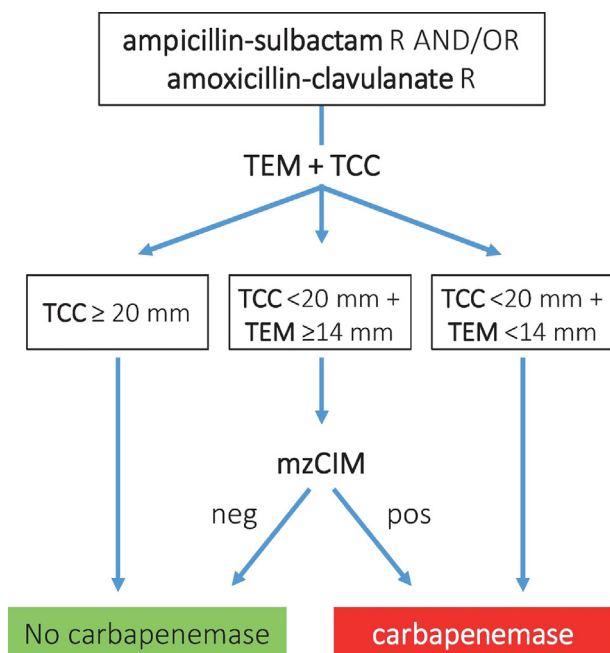 ampicillin-sulbactam R AND/OR
amoxicillin-clavulanate R
TEM + TCC
TCC ≥ 20 mm
TCC <20 mm +
TEM ≥14 mm
TCC <20 mm +
TEM <14 mm
mzCIM
neg
pos
No carbapenemase
carbapenemase